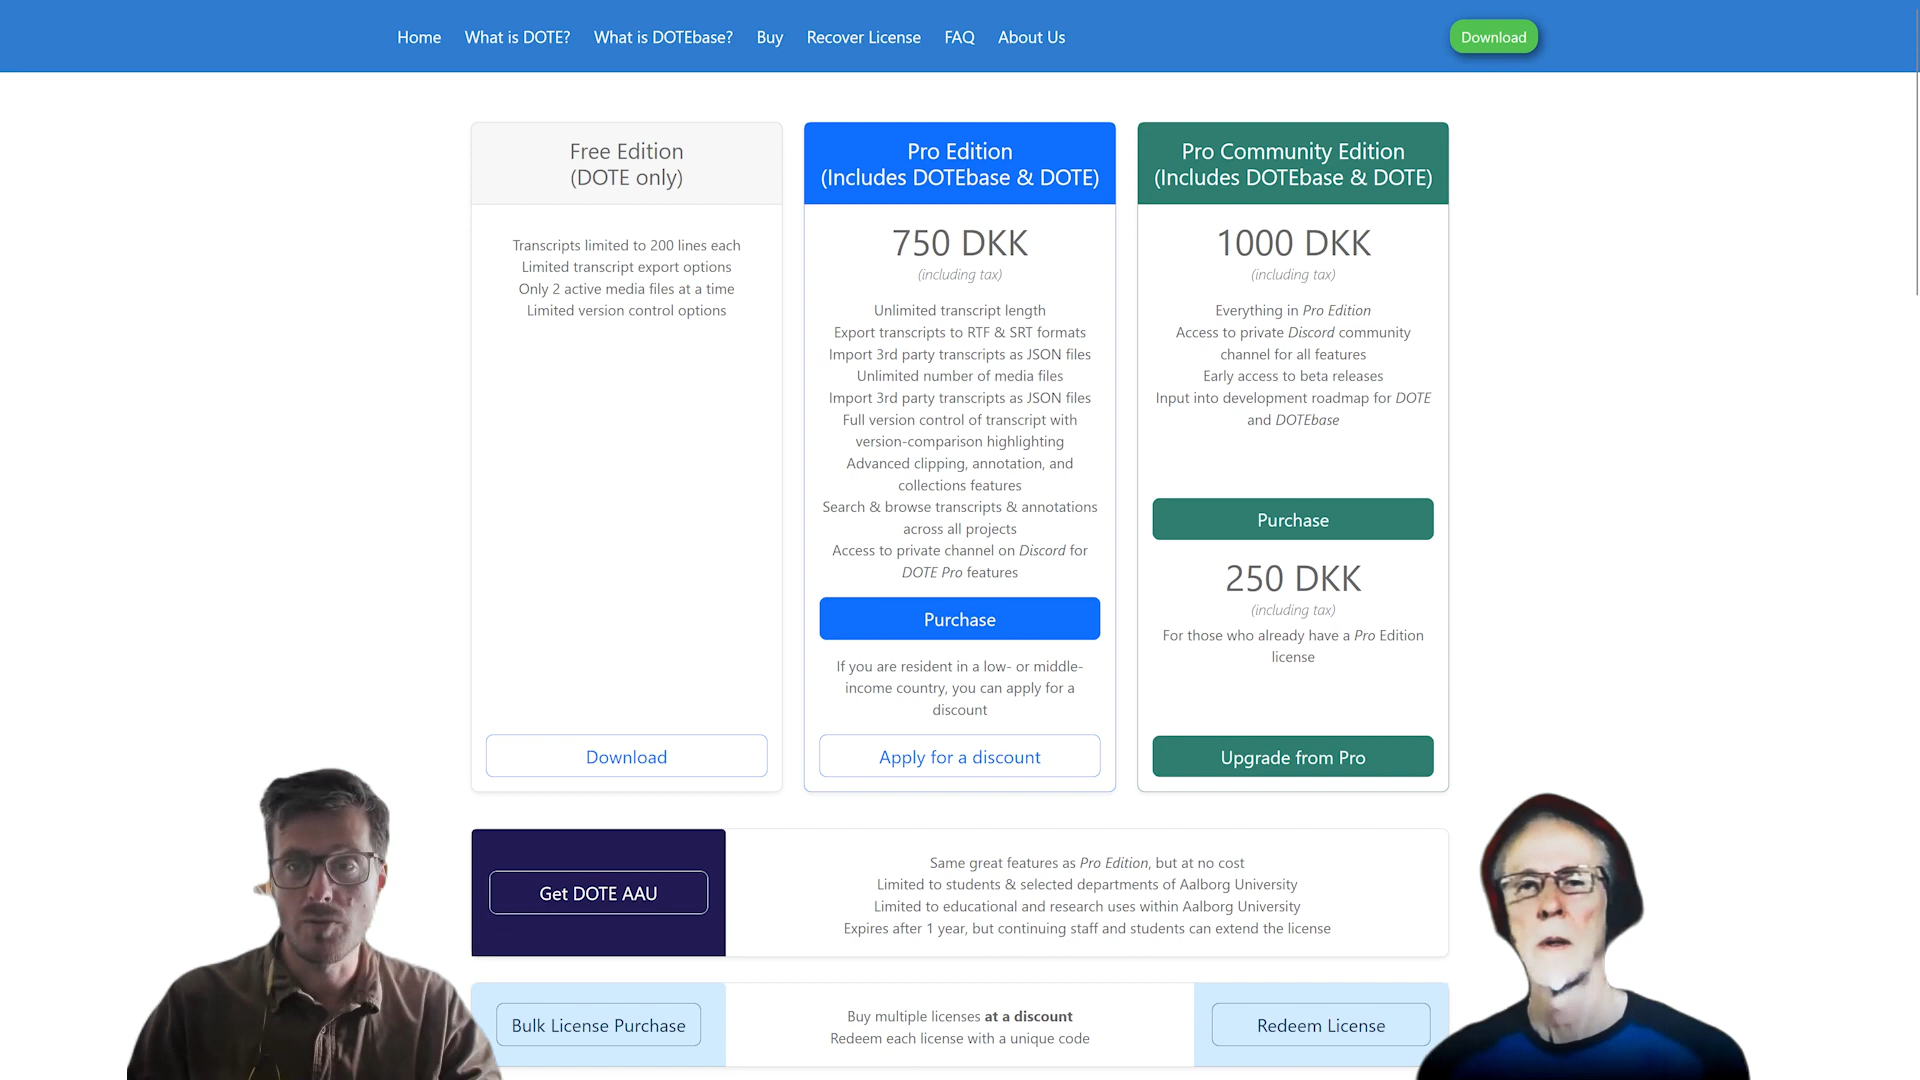 Home What is DOTE? What is DOTEbase? Buy Recover License FAQ About Us Download
Free Edition
(DOTE only)
Transcripts limited to 200 lines each
Limited transcript export options
Only 2 active media files at a time
Limited version control options
Download
Pro Edition
(Includes DOTEbase & DOTE)
750 DKK
(including tax)
Unlimited transcript length
Export transcripts to RTF & SRT formats
Import 3rd party transcripts as JSON files
Unlimited number of media files
Import 3rd party transcripts as JSON files
Full version control of transcript with
version-comparison highlighting
Advanced clipping, annotation, and
collections features
Search & browse transcripts & annotations
across all projects
Access to private channel on Discord for
DOTE Pro features
Purchase
If you are resident in a low- or middle-
income country, you can apply for a
discount
Apply for a discount
Pro Community Edition
(Includes DOTEbase & DOTE)
1000 DKK
(including tax)
Everything in Pro Edition
Access to private Discord community
channel for all features
Early access to beta releases
Input into development roadmap for DOTE
and DOTEbase
Purchase
250 DKK
(including tax)
For those who already have a Pro Edition
license
Upgrade from Pro
Get DOTE AAU
Same great features as Pro Edition, but at no cost
Limited to students & selected departments of Aalborg University
Limited to educational and research uses within Aalborg University
Expires after 1 year, but continuing staff and students can extend the license
Bulk License Purchase
Buy multiple licenses at a discount
Redeem each license with a unique code
Redeem License